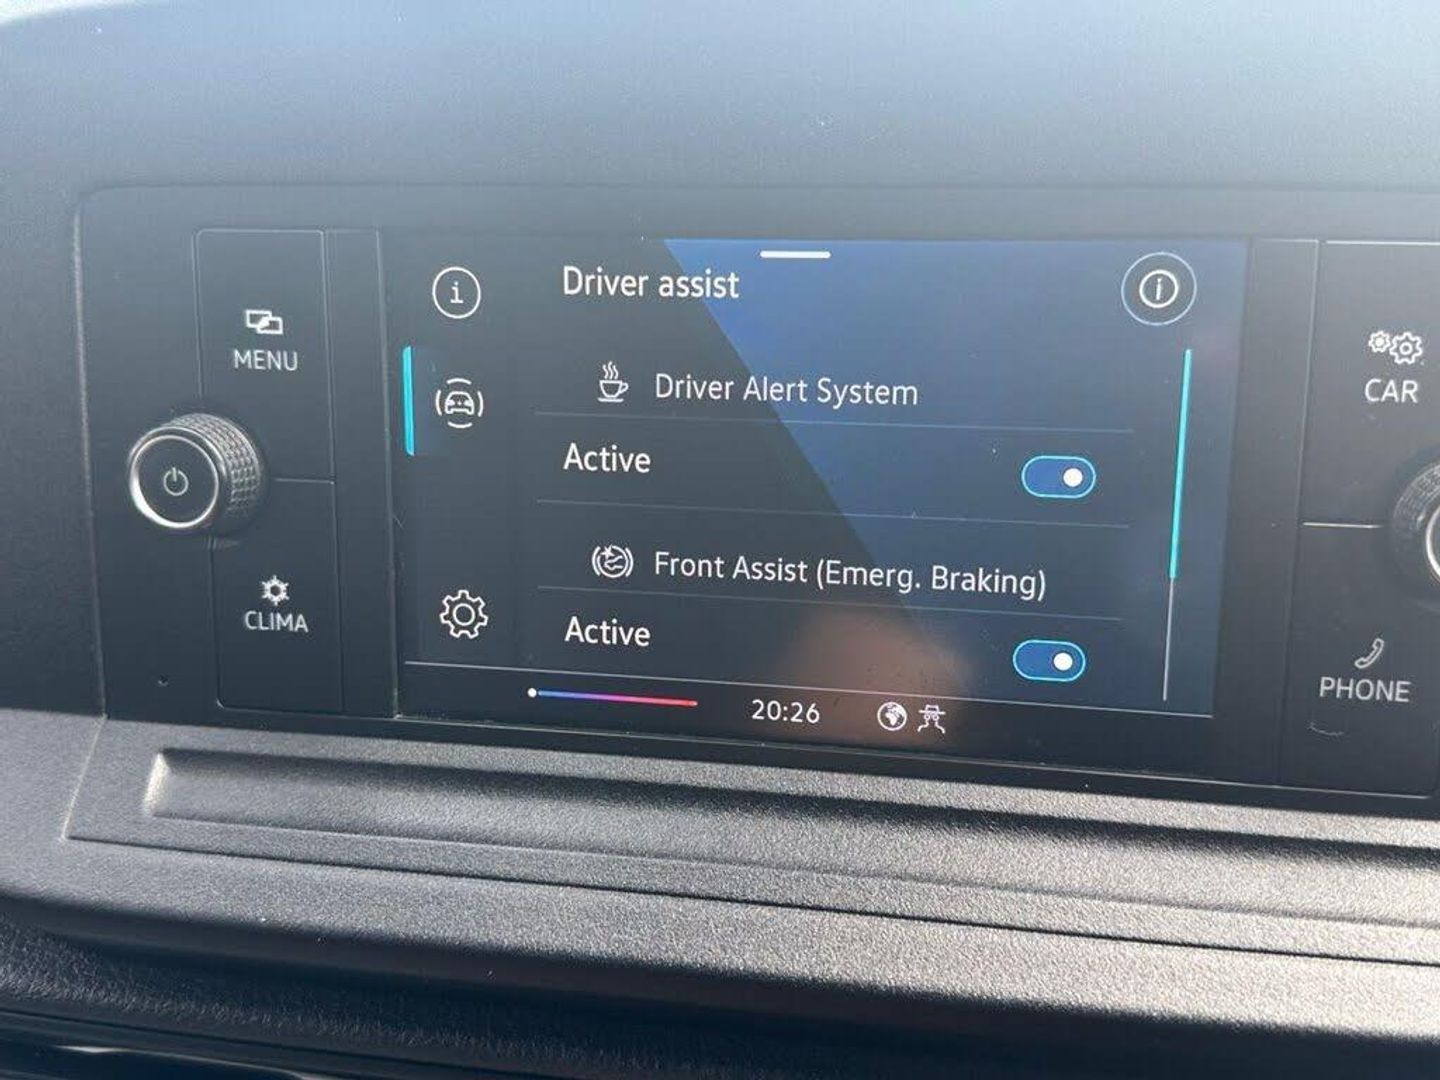 MENU
CLIMA
Driver assist
Driver Alert System
Active
Front Assist (Emerg. Braking)
Active
20:26
CAR
PHONE